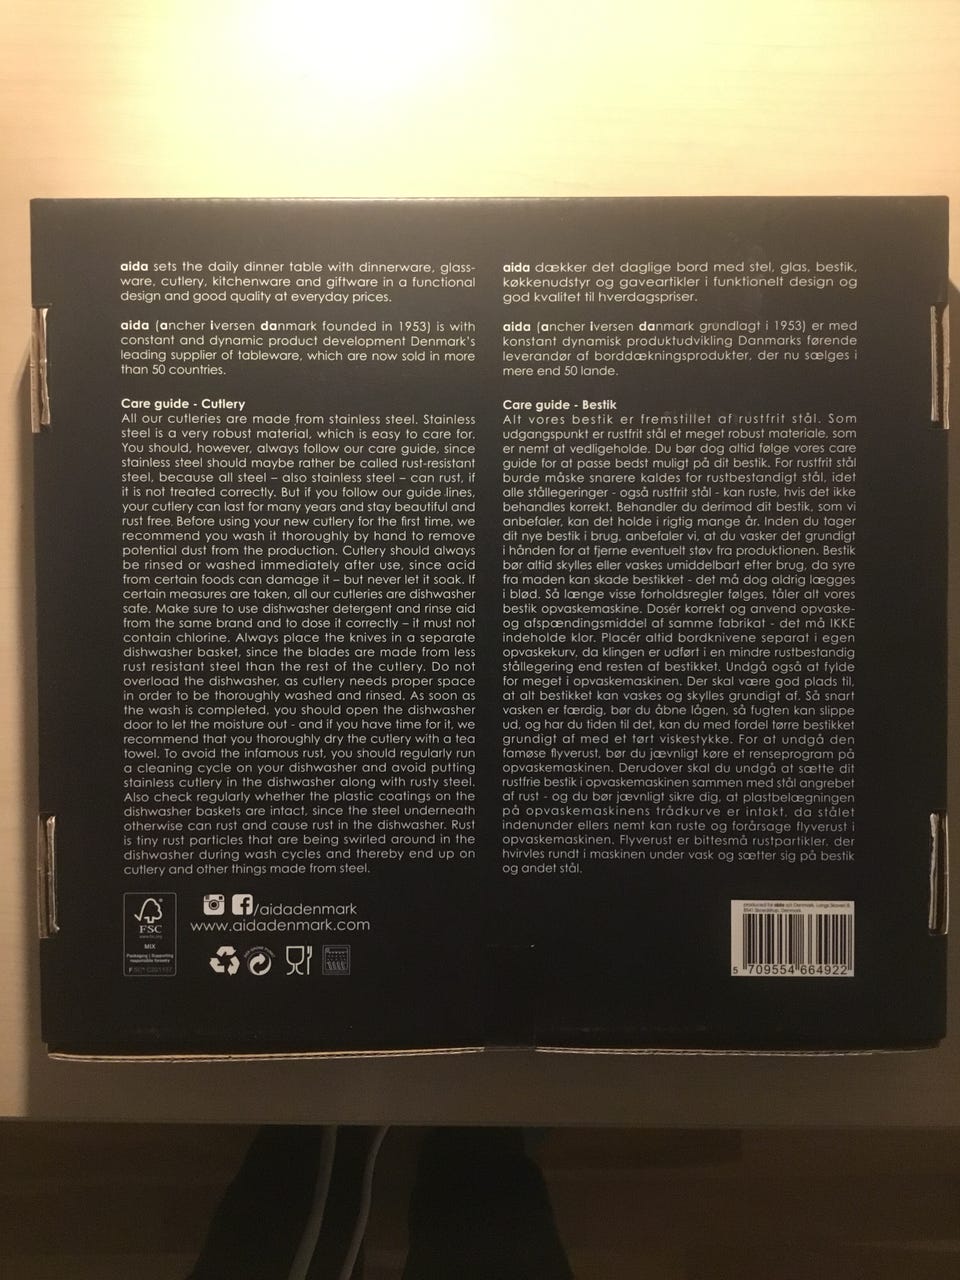 aida sets the daily dinner table with dinnerware, glass-
ware, cutlery, kitchenware and giftware in a functional
design and good quality at everyday prices.
aida (ancher iversen danmark founded in 1953) is with
constant and dynamic product development Denmark's
leading supplier of tableware, which are now sold in more
than 50 countries.
Care guide - Cutlery
All our cutleries are made from stainless steel. Stainless
steel is a very robust material, which is easy to care for.
You should, however, always follow our care guide, since
stainless steel should maybe rather be called rust-resistant
steel, because all steel – also stainless steel – can rust, if
it is not treated correctly. But if you follow our guide lines,
your cutlery can last for many years and stay beautiful and
rust free. Before using your new cutlery for the first time, we
recommend you wash it thoroughly by hand to remove
potential dust from the production. Cutlery should always
be rinsed or washed immediately after use, since acid
from certain foods can damage it – but never let it soak. If
certain measures are taken, all our cutleries are dishwasher
safe. Make sure to use dishwasher detergent and rinse aid
from the same brand and to dose it correctly – it must not
contain chlorine. Always place the knives in a separate
dishwasher basket, since the blades are made from less
rust resistant steel than the rest of the cutlery. Do not
overload the dishwasher, as cutlery needs proper space
in order to be thoroughly washed and rinsed. As soon as
the wash is completed, you should open the dishwasher
door to let the moisture out - and if you have time for it, we
recommend that you thoroughly dry the cutlery with a tea
towel. To avoid the infamous rust, you should regularly run
a cleaning cycle on your dishwasher and avoid putting
stainless cutlery in the dishwasher along with rusty steel.
Also check regularly whether the plastic coatings on the
dishwasher baskets are intact, since the steel underneath
otherwise can rust and cause rust in the dishwasher. Rust
is tiny rust particles that are being swirled around in the
dishwasher during wash cycles and thereby end up on
cutlery and other things made from steel.
aida dækker det daglige bord med stel, glas, bestik,
køkkenudstyr og gaveartikler i funktionelt design og
god kvalitet til hverdagspriser.
aida (ancher iversen danmark grundlagt i 1953) er med
konstant dynamisk produktudvikling Danmarks førende
leverandør af borddækningsprodukter, der nu sælges i
mere end 50 lande.
Care guide - Bestik
Alt vores bestik er fremstillet af rustfrit stål. Som
udgangspunkt er rustfrit stål et meget robust materiale, som
er nemt at vedligeholde. Du bør dog altid følge vores care
guide for at passe bedst muligt på dit bestik. For rustfrit stål
burde måske snarere kaldes for rustbestandigt stål, idet
alle stållegeringer - også rustfrit stål - kan ruste, hvis det ikke
behandles korrekt. Behandler du derimod dit bestik, som vi
anbefaler, kan det holde i rigtig mange år. Inden du tager
dit nye bestik i brug, anbefaler vi, at du vasker det grundigt
i hånden for at fjerne eventuelt støv fra produktionen. Bestik
bør altid skylles eller vaskes umiddelbart efter brug, da syre
fra maden kan skade bestikket - det må dog aldrig lægges
i blød. Så længe visse forholdsregler følges, tåler alt vores
bestik opvaskemaskine. Dosér korrekt og anvend opvaske-
og afspændingsmiddel af samme fabrikat - det må IKKE
indeholde klor. Placér altid bordknivene separat i egen
opvaskekurv, da klingen er udført i en mindre rustbestandig
stållegering end resten af bestikket. Undgå også at fylde
for meget i opvaskemaskinen. Der skal være god plads til,
at alt bestikket kan vaskes og skylles grundigt af. Så snart
vasken er færdig, bør du åbne lågen, så fugten kan slippe
ud, og har du tiden til det, kan du med fordel tørre bestikket
grundigt af med et tørt viskestykke. For at undgå den
famøse flyverust, bør du jævnligt køre et renseprogram på
opvaskemaskinen. Derudover skal du undgå at sætte dit
rustfrie bestik i opvaskemaskinen sammen med stål angrebet
af rust - og du bør jævnligt sikre dig, at plastbelægningen
på opvaskemaskinens trådkurve er intakt, da stålet
indenunder ellers nemt kan ruste og forårsage flyverust i
opvaskemaskinen. Flyverust er bittesmå rustpartikler, der
hvirvles rundt i maskinen under vask og sætter sig på bestik
og andet stål.
FSC
www.fsc.org
MIX
Packaging | Supporting
responsible forestry
/aidadenmark
www.aidadenmark.com
produced for aida a/s Denmark
5 709554 664922